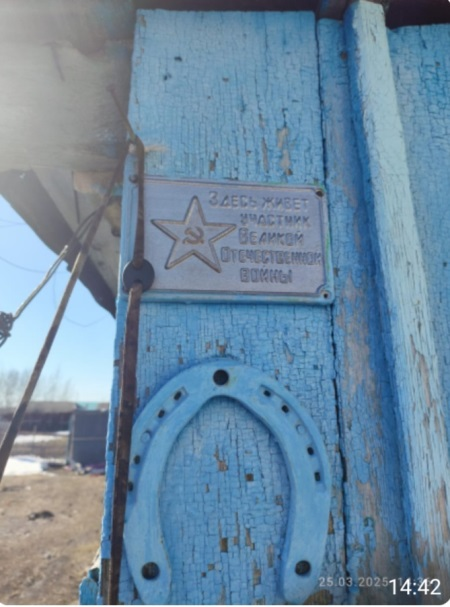 Здесь живет
участник
Великой
Отечественной
войны
25.03.2025
14:42